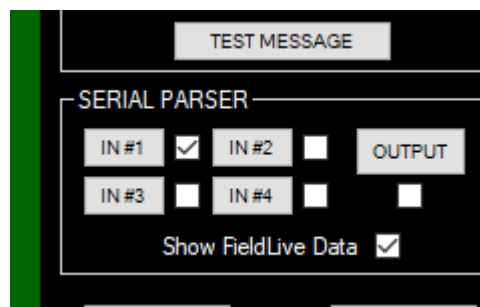 TEST MESSAGE
SERIAL PARSER
IN #1 IN #2 OUTPUT
IN #3 IN #4
Show FieldLive Data